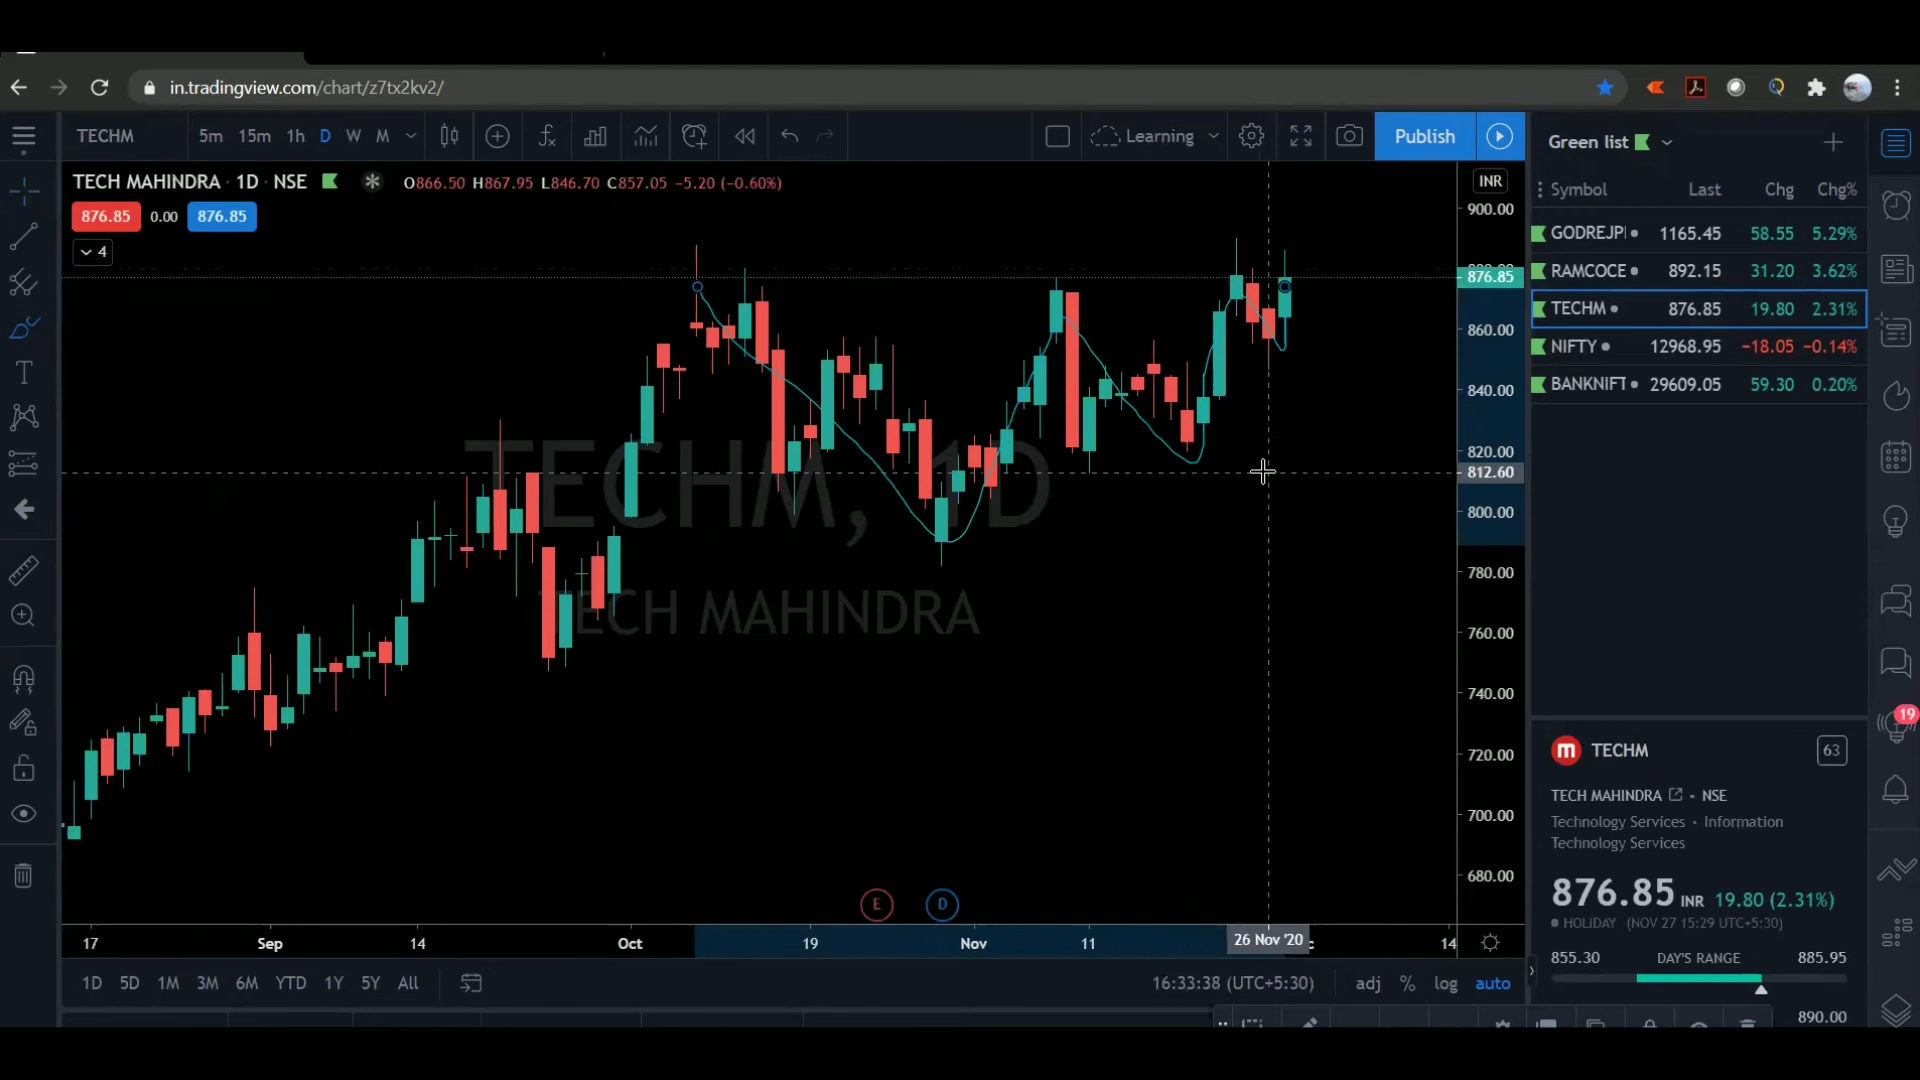 in.tradingview.com/chart/z7tx2kv2/
TECHM 5m 15m 1h D W M Learning Publish
Green list
TECH MAHINDRA · 1D · NSE O866.50 H867.95 L846.70 C857.05 −5.20 (−0.60%)
INR
Symbol Last Chg Chg%
876.85 0.00 876.85
4
GODREJPI 1165.45 58.55 5.29%
RAMCOCE 892.15 31.20 3.62%
TECHM 876.85 19.80 2.31%
NIFTY 12968.95 −18.05 −0.14%
BANKNIFT 29609.05 59.30 0.20%
900.00
876.85
860.00
840.00
820.00
812.60
800.00
780.00
760.00
740.00
720.00
700.00
680.00
TECHM, 1D
TECH MAHINDRA
E D
17 Sep 14 Oct 19 Nov 11 26 Nov '20 14
1D 5D 1M 3M 6M YTD 1Y 5Y All 16:33:38 (UTC+5:30) adj % log auto
19
TECHM 63
TECH MAHINDRA · NSE
Technology Services · Information
Technology Services
876.85 INR 19.80 (2.31%)
HOLIDAY (NOV 27 15:29 UTC+5:30)
855.30 DAY'S RANGE 885.95
890.00